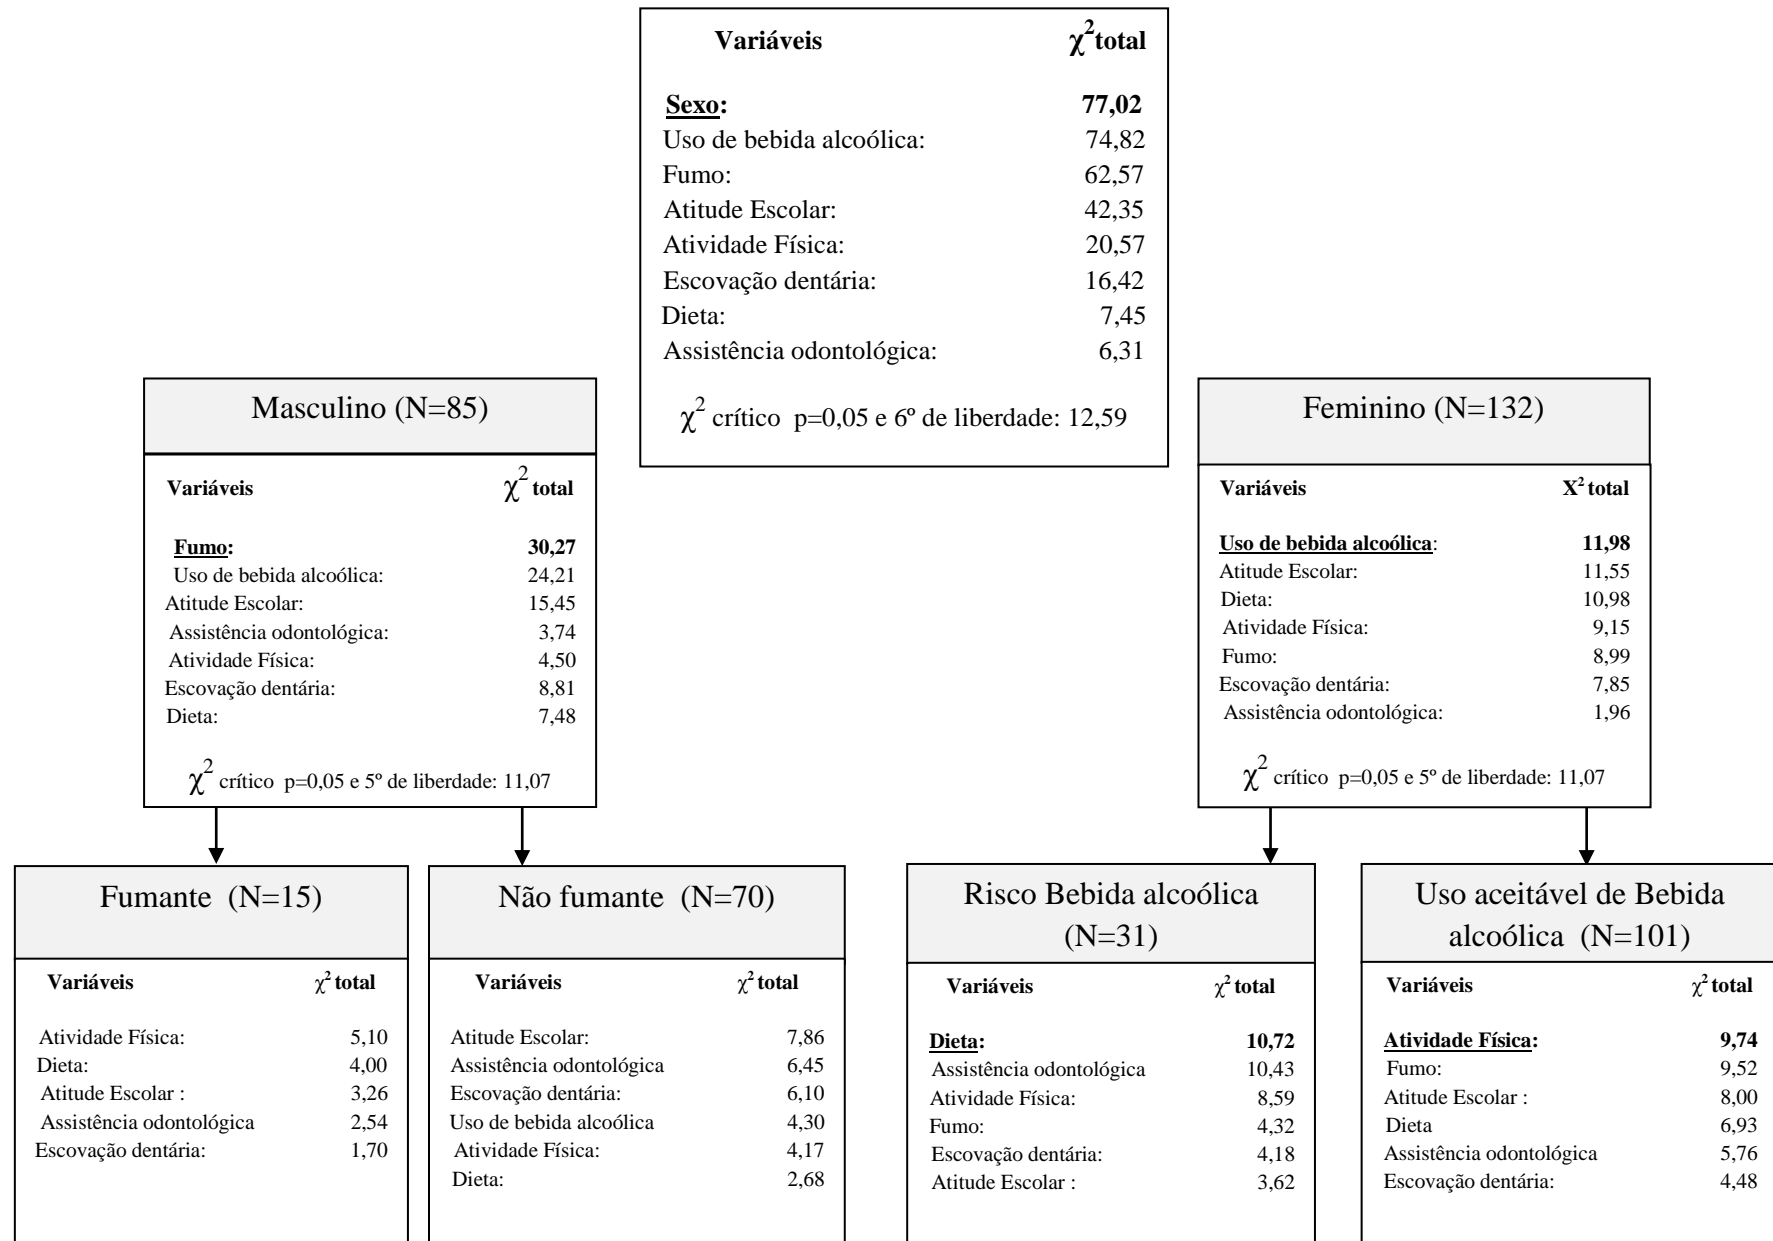 Variáveis χ² total
Sexo: 77,02
Uso de bebida alcoólica: 74,82
Fumo: 62,57
Atitude Escolar: 42,35
Atividade Física: 20,57
Escovação dentária: 16,42
Dieta: 7,45
Assistência odontológica: 6,31
χ² crítico p=0,05 e 6º de liberdade: 12,59
Masculino (N=85)
Variáveis χ² total
Fumo: 30,27
Uso de bebida alcoólica: 24,21
Atitude Escolar: 15,45
Assistência odontológica: 3,74
Atividade Física: 4,50
Escovação dentária: 8,81
Dieta: 7,48
χ² crítico p=0,05 e 5º de liberdade: 11,07
Feminino (N=132)
Variáveis X² total
Uso de bebida alcoólica: 11,98
Atitude Escolar: 11,55
Dieta: 10,98
Atividade Física: 9,15
Fumo: 8,99
Escovação dentária: 7,85
Assistência odontológica: 1,96
χ² crítico p=0,05 e 5º de liberdade: 11,07
Fumante (N=15)
Variáveis χ² total
Atividade Física: 5,10
Dieta: 4,00
Atitude Escolar : 3,26
Assistência odontológica 2,54
Escovação dentária: 1,70
Não fumante (N=70)
Variáveis χ² total
Atitude Escolar: 7,86
Assistência odontológica 6,45
Escovação dentária: 6,10
Uso de bebida alcoólica 4,30
Atividade Física: 4,17
Dieta: 2,68
Risco Bebida alcoólica
(N=31)
Variáveis χ² total
Dieta: 10,72
Assistência odontológica 10,43
Atividade Física: 8,59
Fumo: 4,32
Escovação dentária: 4,18
Atitude Escolar : 3,62
Uso aceitável de Bebida
alcoólica (N=101)
Variáveis χ² total
Atividade Física: 9,74
Fumo: 9,52
Atitude Escolar : 8,00
Dieta 6,93
Assistência odontológica 5,76
Escovação dentária: 4,48